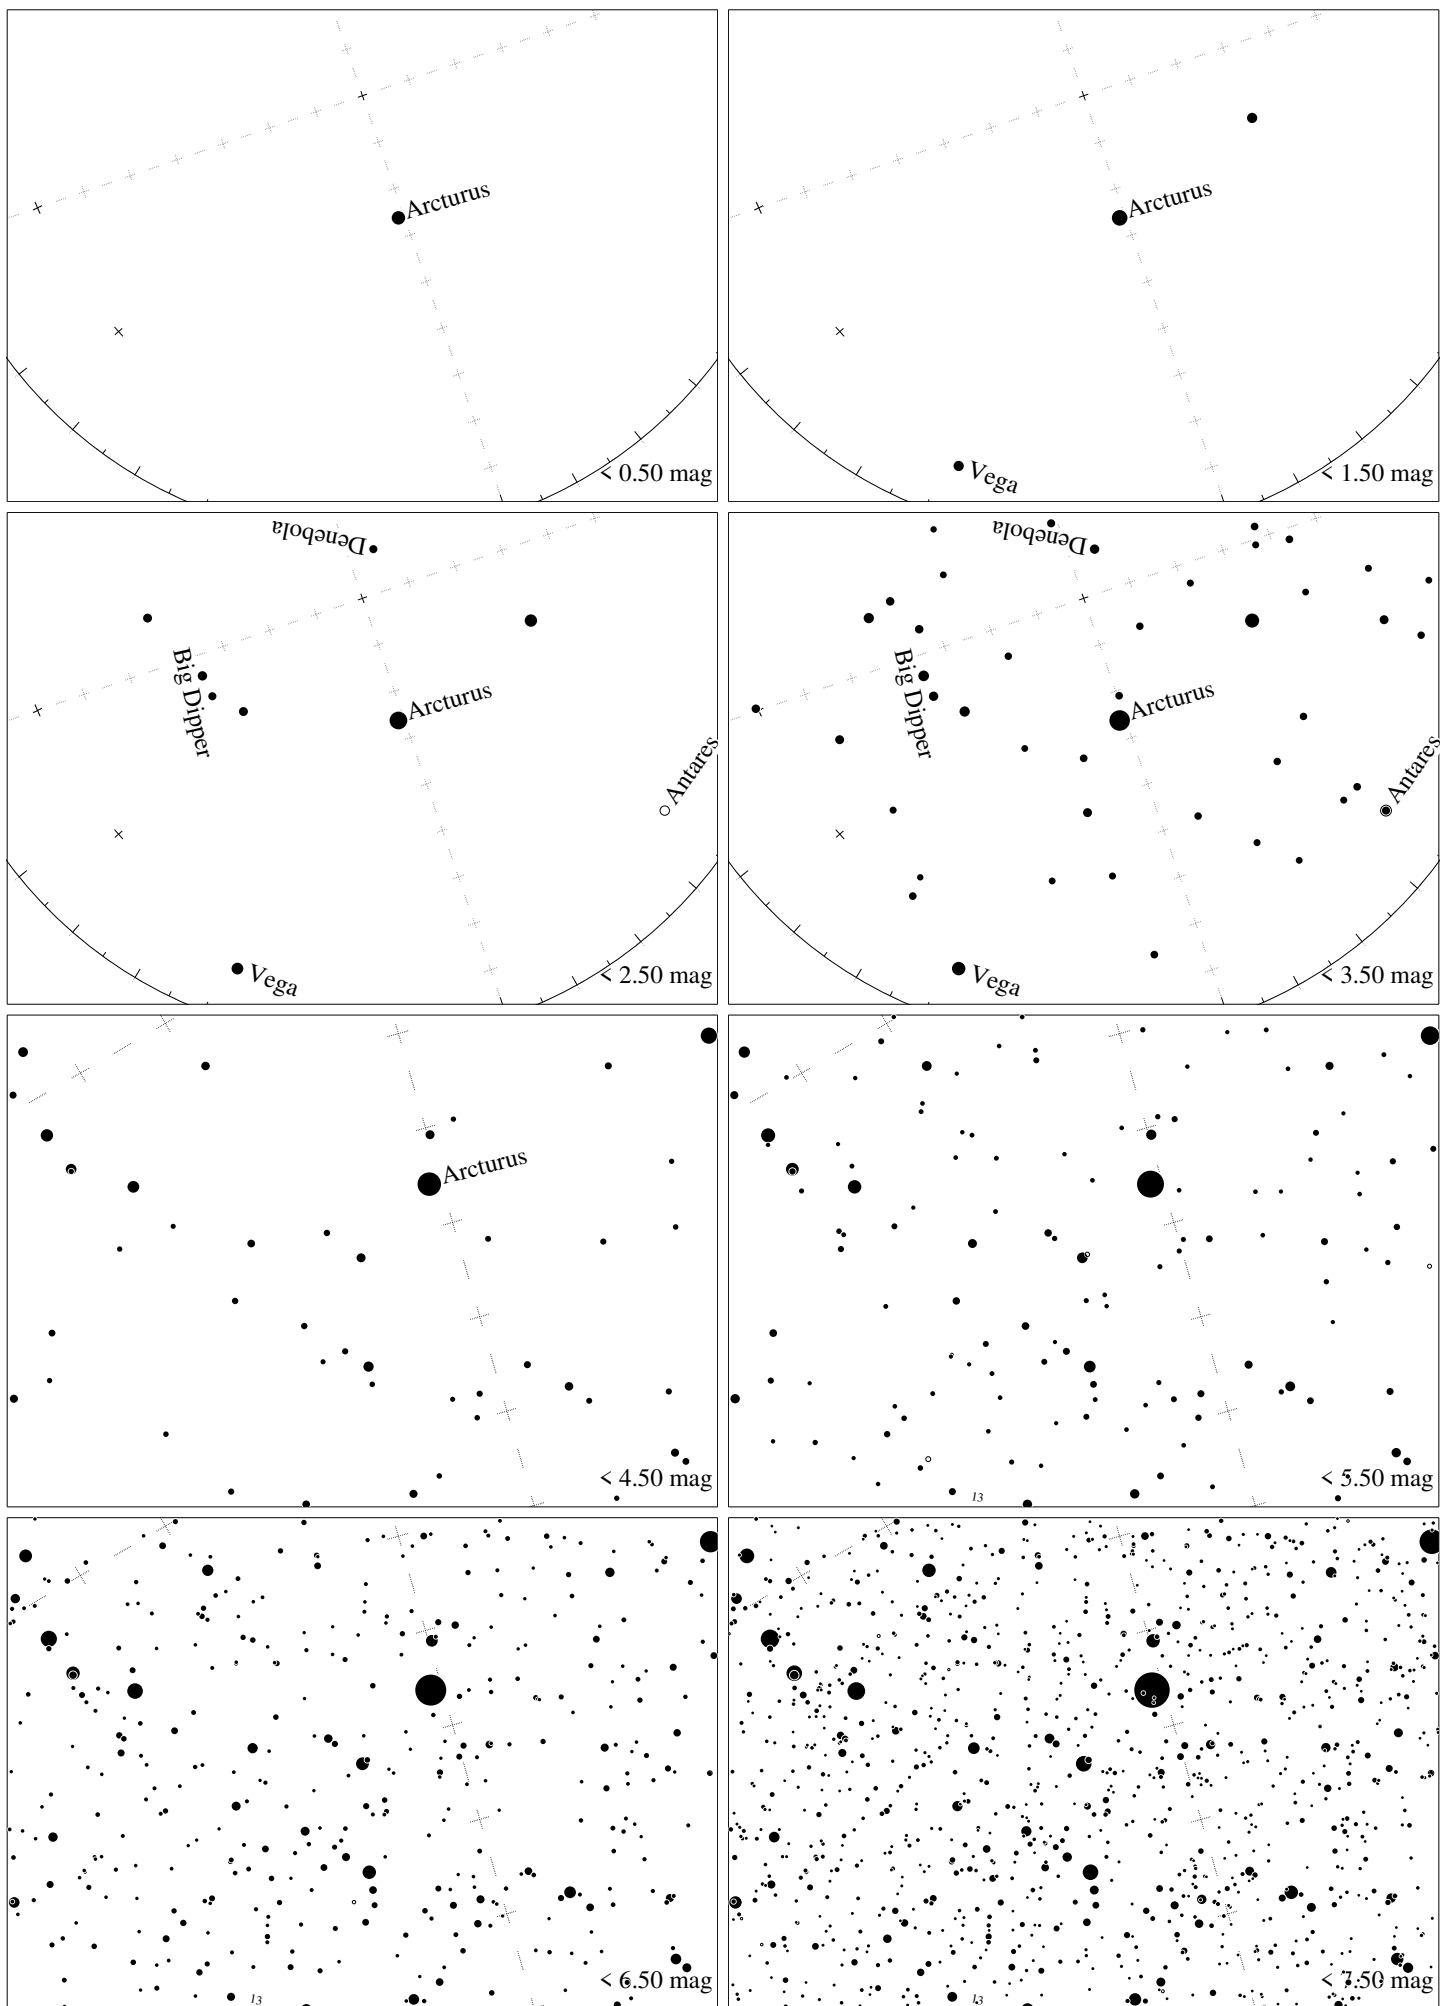 Arcturus
< 0.50 mag
Arcturus
Vega
< 1.50 mag
Denebola
Big Dipper
Arcturus
Antares
Vega
< 2.50 mag
Denebola
Big Dipper
Arcturus
Antares
Vega
< 3.50 mag
Arcturus
< 4.50 mag
13
< 5.50 mag
13
< 6.50 mag
13
< 7.50 mag